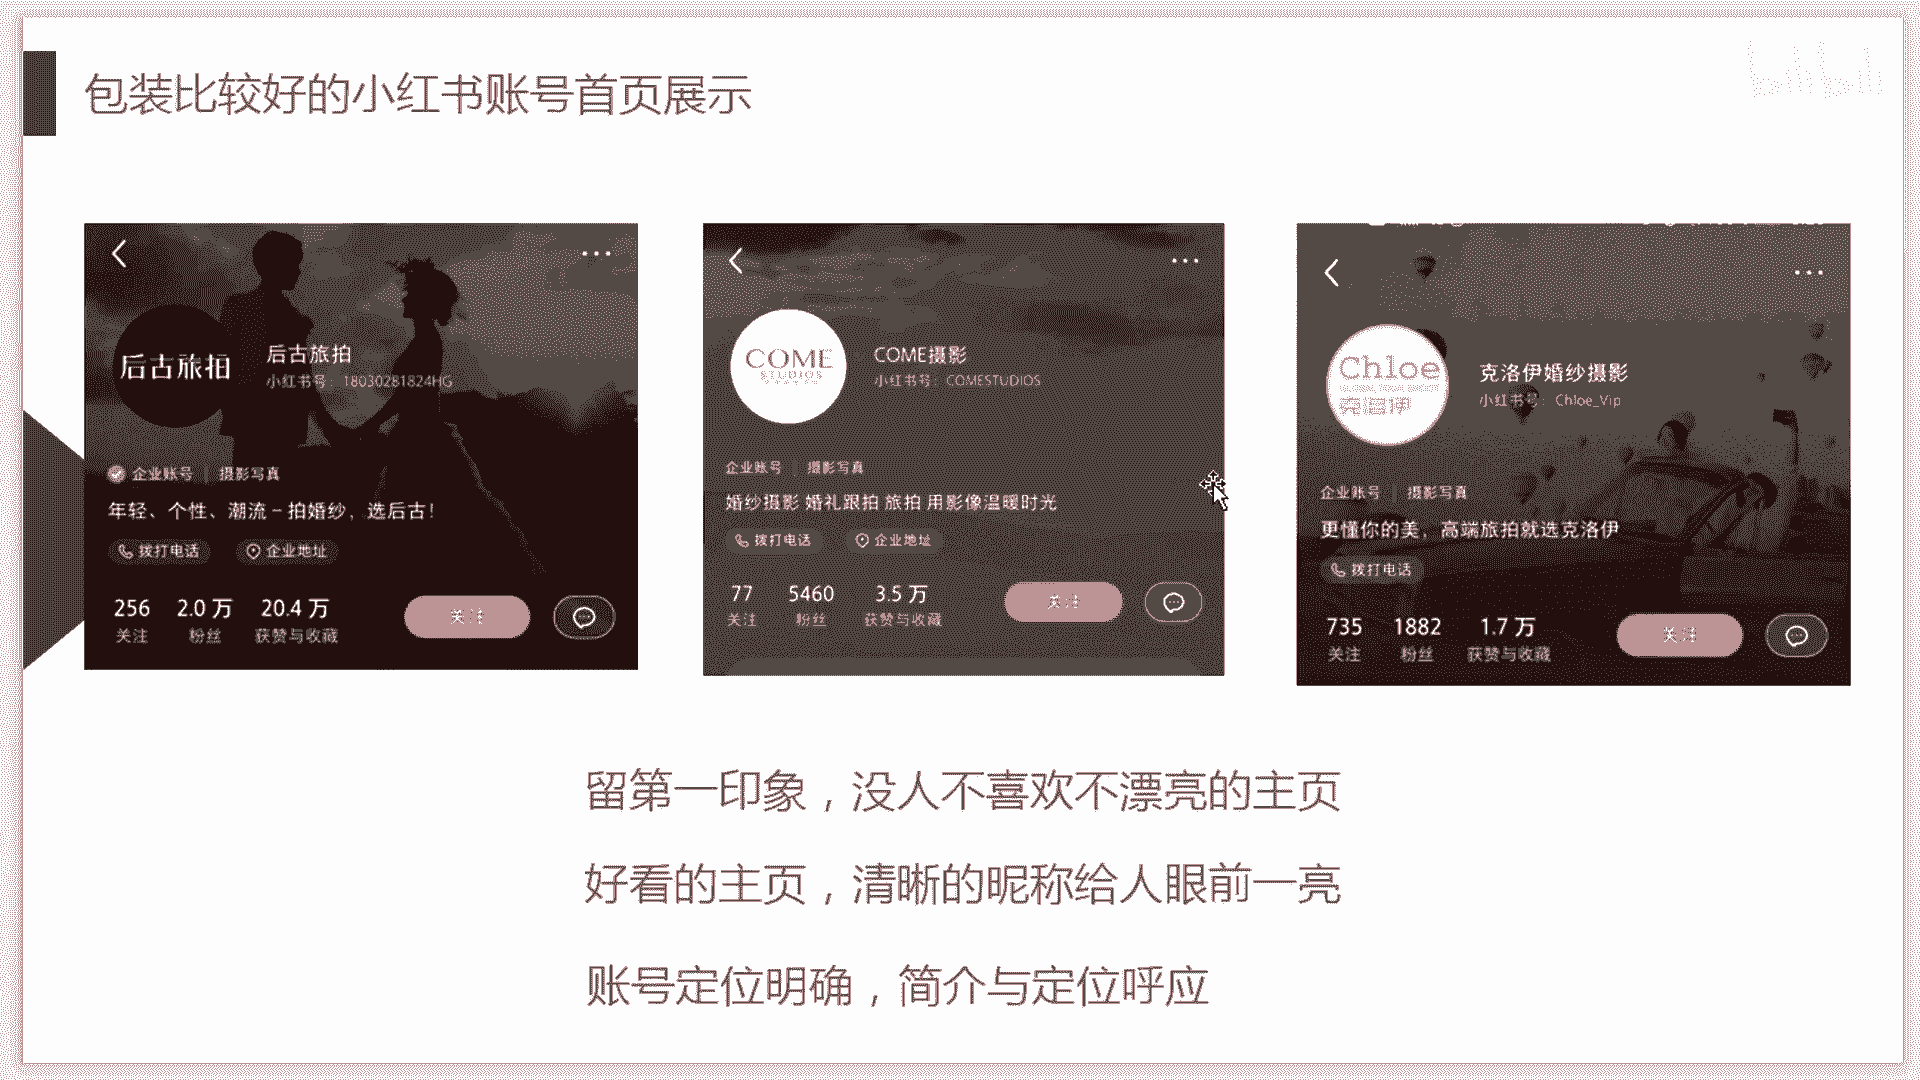 包装比较好的小红书账号首页展示
bilibili
后古旅拍
后古旅拍
小红书号：18030281824HG
企业账号 | 摄影写真
年轻、个性、潮流-拍婚纱，选后古！
拨打电话 企业地址
256 2.0万 20.4万
关注 粉丝 获赞与收藏
关注
COME
STUDIOS
COME摄影
小红书号：COMESTUDIOS
企业账号 | 摄影写真
婚纱摄影 婚礼跟拍 旅拍 用影像温暖时光
拨打电话 企业地址
77 5460 3.5万
关注 粉丝 获赞与收藏
关注
Chloe
克洛伊
克洛伊婚纱摄影
小红书号：Chloe_Vip
企业账号 | 摄影写真
更懂你的美，高端旅拍就选克洛伊
拨打电话
735 1882 1.7万
关注 粉丝 获赞与收藏
关注
留第一印象，没人不喜欢不漂亮的主页
好看的主页，清晰的昵称给人眼前一亮
账号定位明确，简介与定位呼应